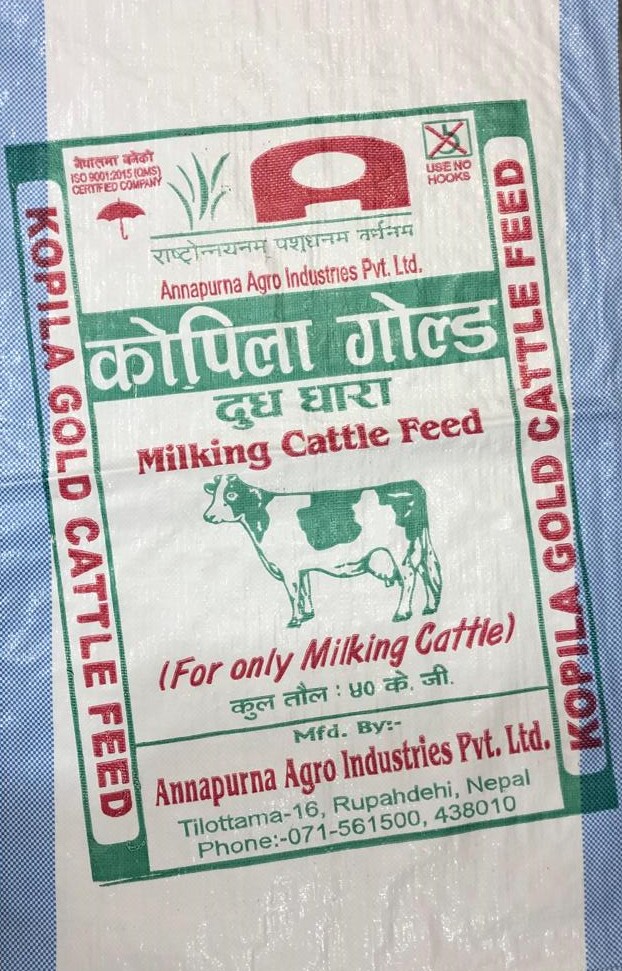 नेपालमा बनेको
ISO 9001:2015 (QMS)
CERTIFIED COMPANY
USE NO
HOOKS
राष्ट्रोन्नयनम् पशुधनम वर्धनम
Annapurna Agro Industries Pvt. Ltd.
कोपिला गोल्ड
दुध धारा
Milking Cattle Feed
(For only Milking Cattle)
कुल तौल : ५० के. जी.
Mfd. By:-
Annapurna Agro Industries Pvt. Ltd.
Tilottama-16, Rupahdehi, Nepal
Phone:-071-561500, 438010
KOPILA GOLD CATTLE FEED
KOPILA GOLD CATTLE FEED